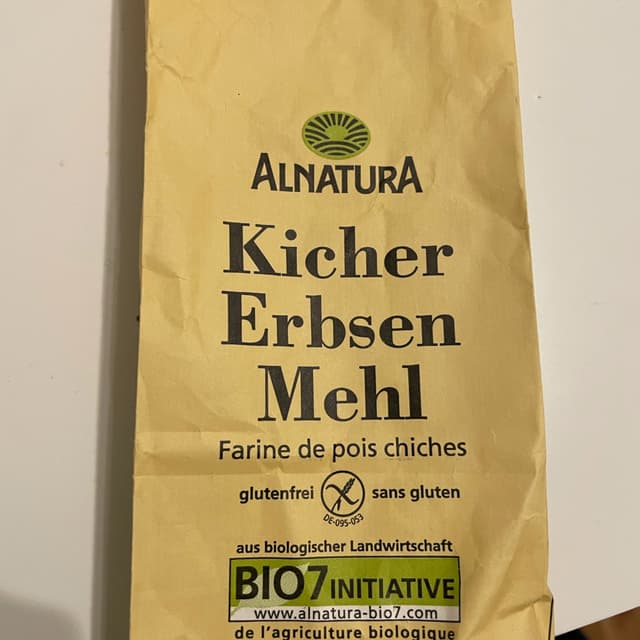 ALNATURA
Kicher
Erbsen
Mehl
Farine de pois chiches
glutenfrei sans gluten
DE-095-053
aus biologischer Landwirtschaft
BIO7 INITIATIVE
www.alnatura-bio7.com
de l'agriculture biologique